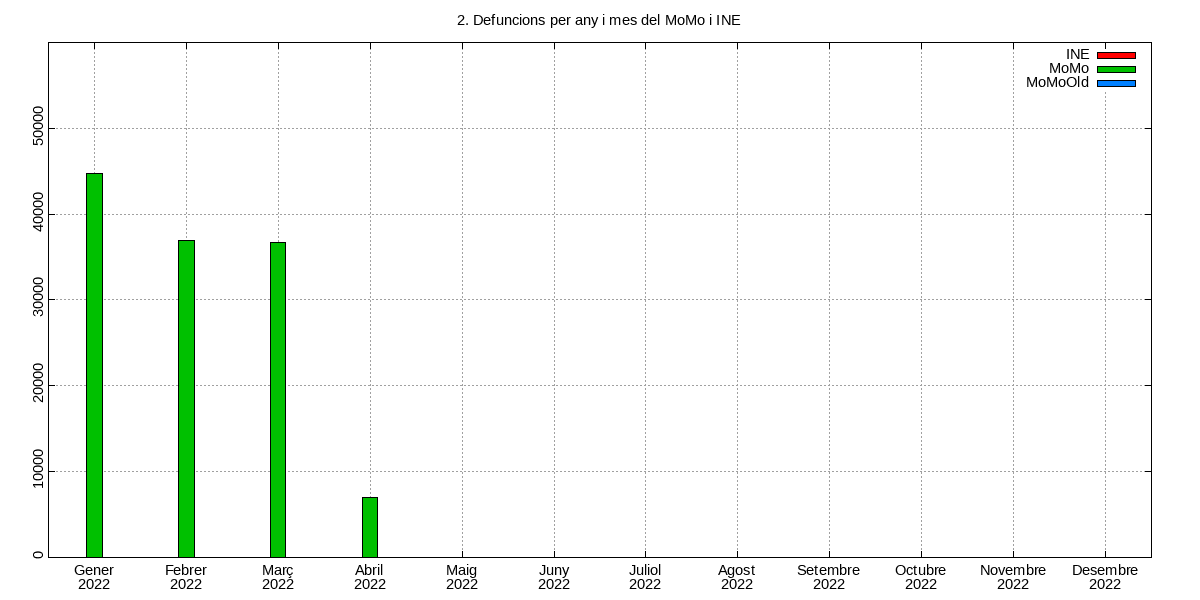 2. Defuncions per any i mes del MoMo i INE
INE
MoMo
MoMoOld
50000
40000
30000
20000
10000
0
Gener Febrer Març Abril Maig Juny Juliol Agost Setembre Octubre Novembre Desembre
2022 2022 2022 2022 2022 2022 2022 2022 2022 2022 2022 2022